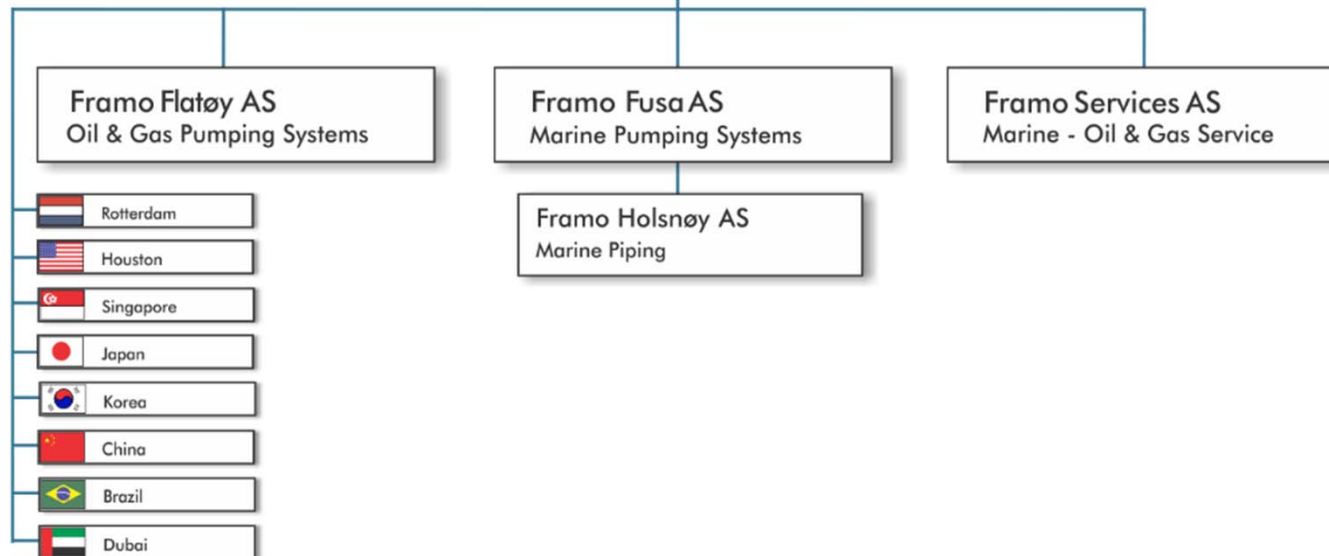 Framo Flatøy AS
Oil & Gas Pumping Systems
Framo Fusa AS
Marine Pumping Systems
Framo Services AS
Marine - Oil & Gas Service
Framo Holsnøy AS
Marine Piping
Rotterdam
Houston
Singapore
Japan
Korea
China
Brazil
Dubai